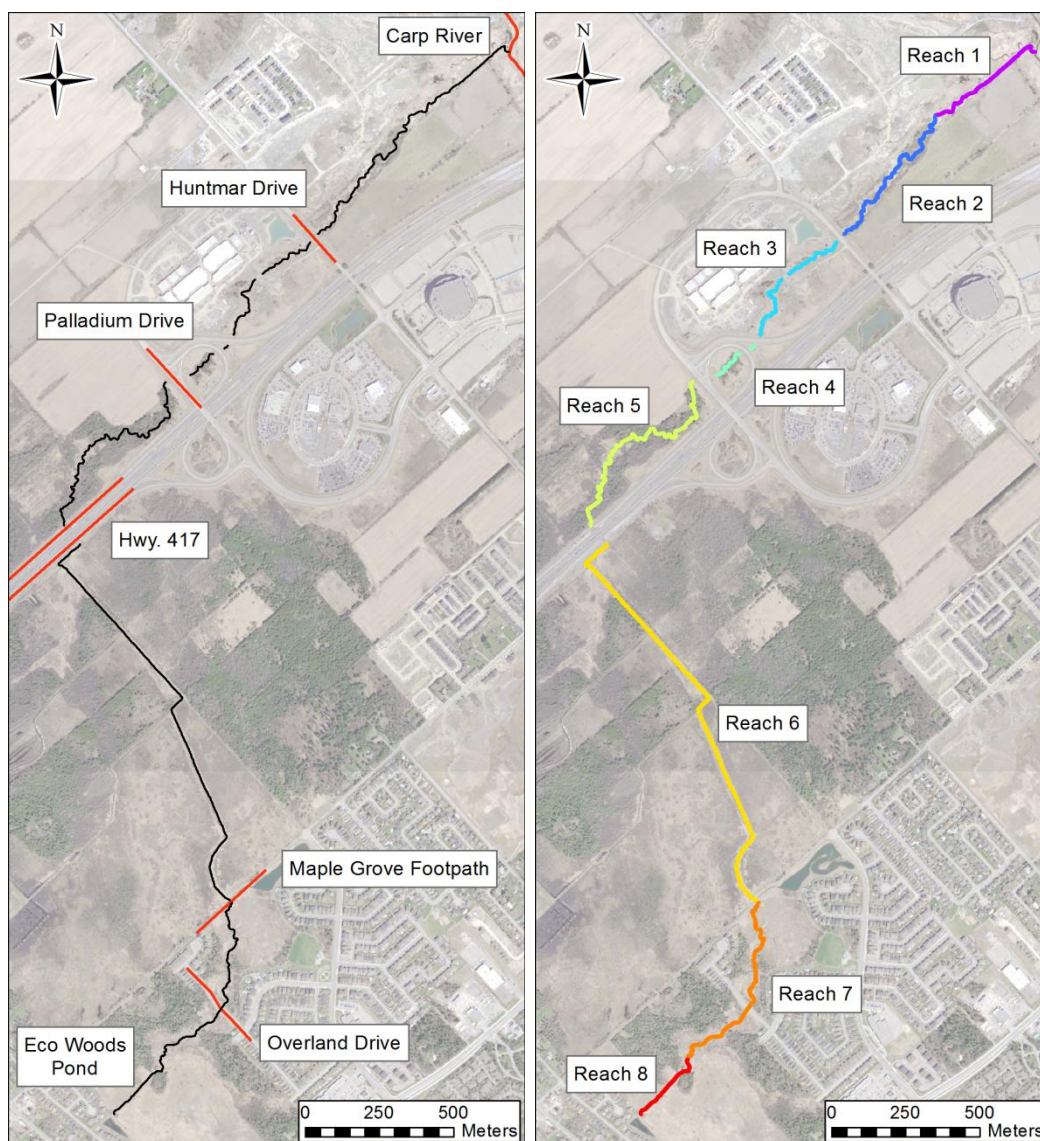 N
Carp River
Huntmar Drive
Palladium Drive
Hwy. 417
Maple Grove Footpath
Overland Drive
Eco Woods
Pond
0 250 500
Meters
N
Reach 1
Reach 2
Reach 3
Reach 4
Reach 5
Reach 6
Reach 7
Reach 8
0 250 500
Meters